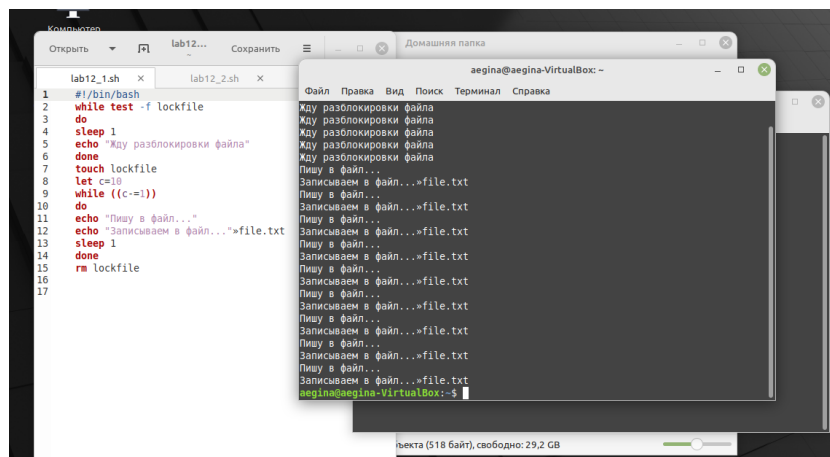 Компьютер
Открыть
lab12...
~
Сохранить
Домашняя папка
lab12_1.sh ×
lab12_2.sh ×
1 #!/bin/bash
2 while test -f lockfile
3 do
4 sleep 1
5 echo "Жду разблокировки файла"
6 done
7 touch lockfile
8 let c=10
9 while ((c-=1))
10 do
11 echo "Пишу в файл..."
12 echo "Записываем в файл..."»file.txt
13 sleep 1
14 done
15 rm lockfile
16
17
aegina@aegina-VirtualBox: ~
Файл Правка Вид Поиск Терминал Справка
Жду разблокировки файла
Жду разблокировки файла
Жду разблокировки файла
Жду разблокировки файла
Жду разблокировки файла
Пишу в файл...
Записываем в файл...»file.txt
Пишу в файл...
Записываем в файл...»file.txt
Пишу в файл...
Записываем в файл...»file.txt
Пишу в файл...
Записываем в файл...»file.txt
Пишу в файл...
Записываем в файл...»file.txt
Пишу в файл...
Записываем в файл...»file.txt
Пишу в файл...
Записываем в файл...»file.txt
Пишу в файл...
Записываем в файл...»file.txt
Пишу в файл...
Записываем в файл...»file.txt
aegina@aegina-VirtualBox:~$
ъекта (518 байт), свободно: 29,2 GB